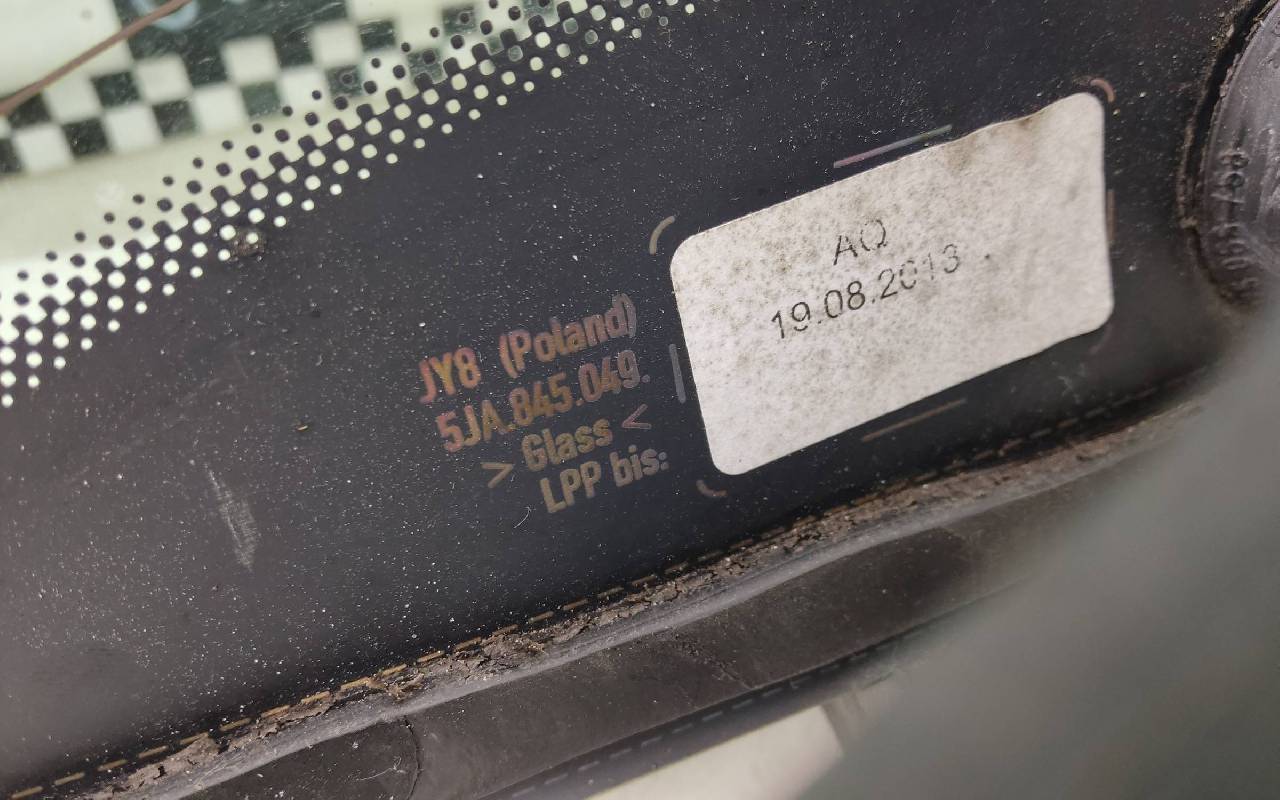 JY8 (Poland)
5JA.845.049.
> Glass <
LPP bis:
AQ
19.08.2013